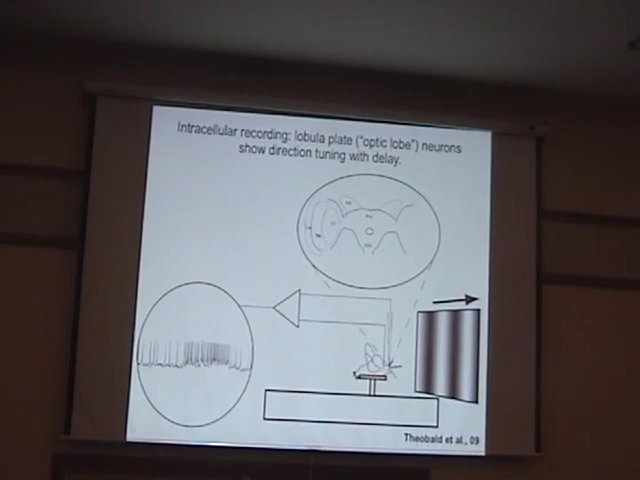 Intracellular recording: lobula plate ("optic lobe") neurons
show direction tuning with delay.
Theobald et al., 09